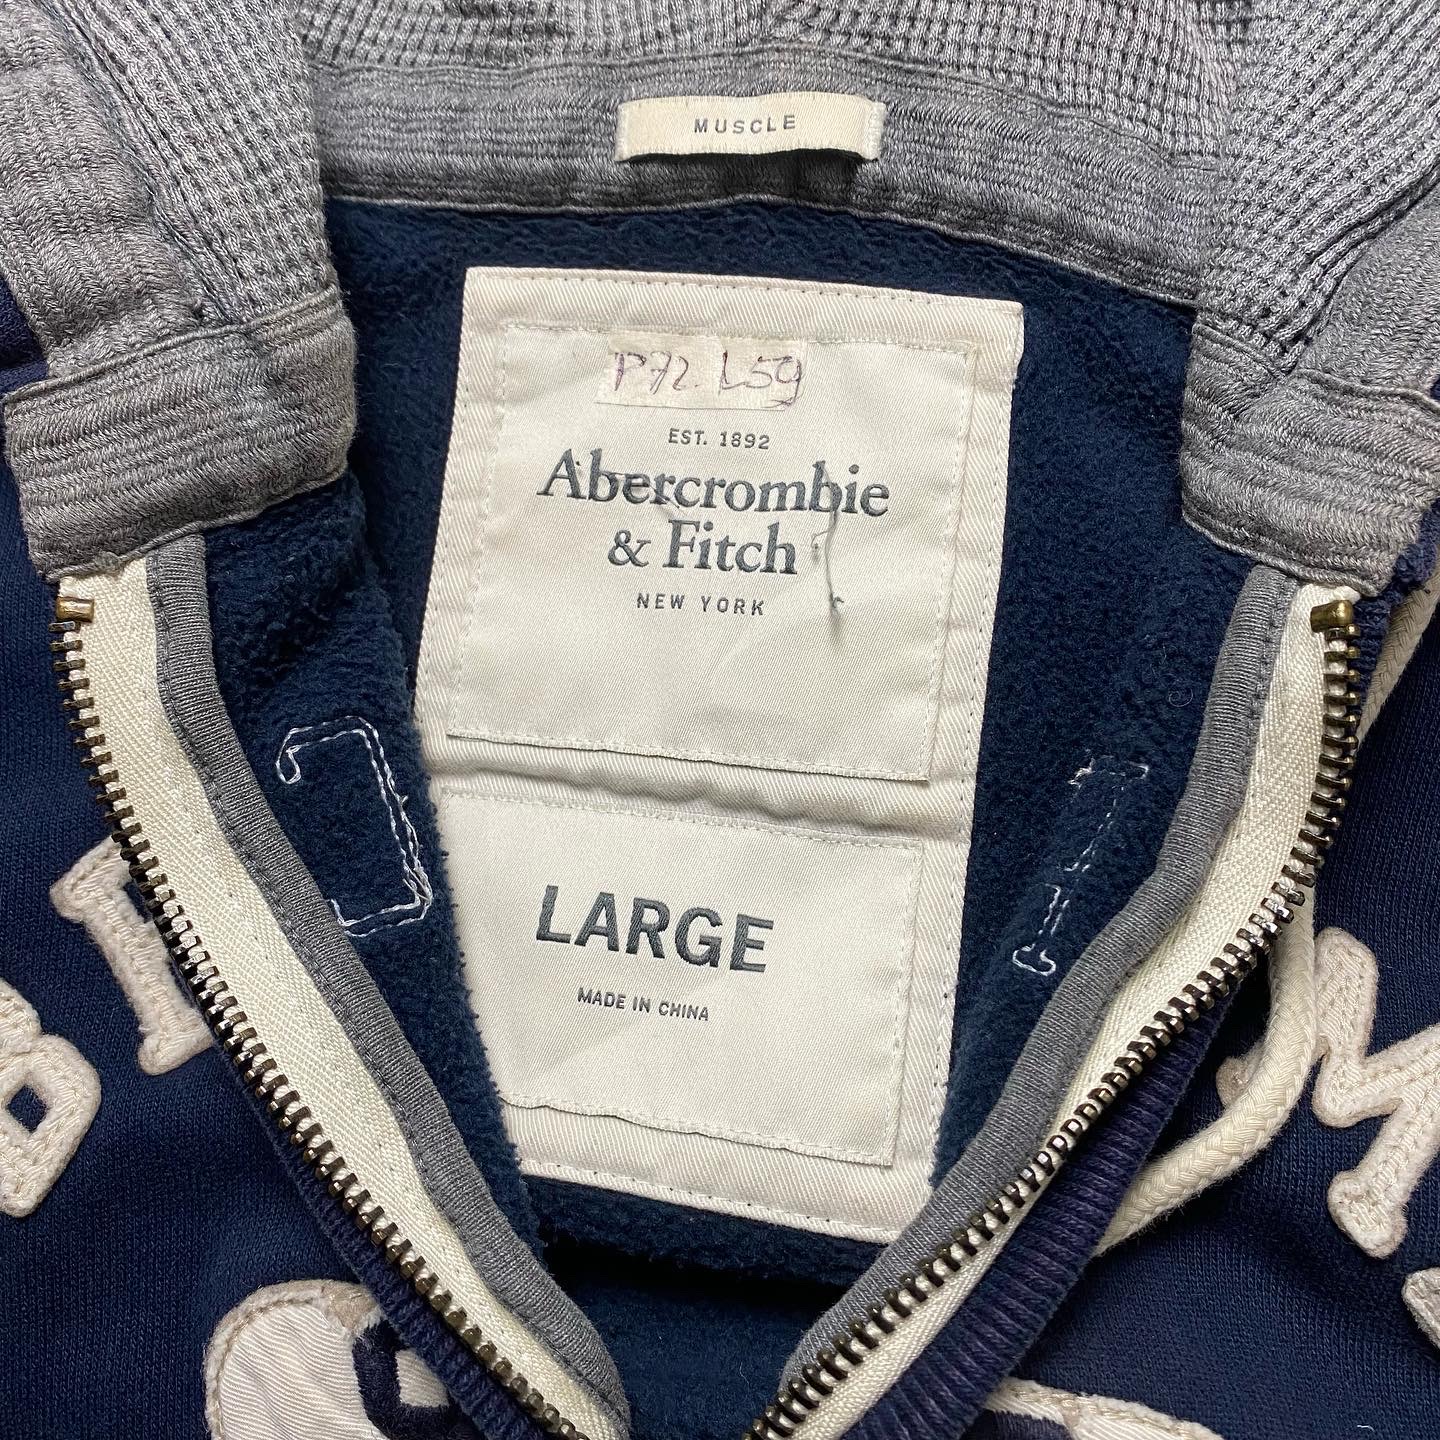 MUSCLE
P72. L59
EST. 1892
Abercrombie
& Fitch
NEW YORK
LARGE
MADE IN CHINA
M